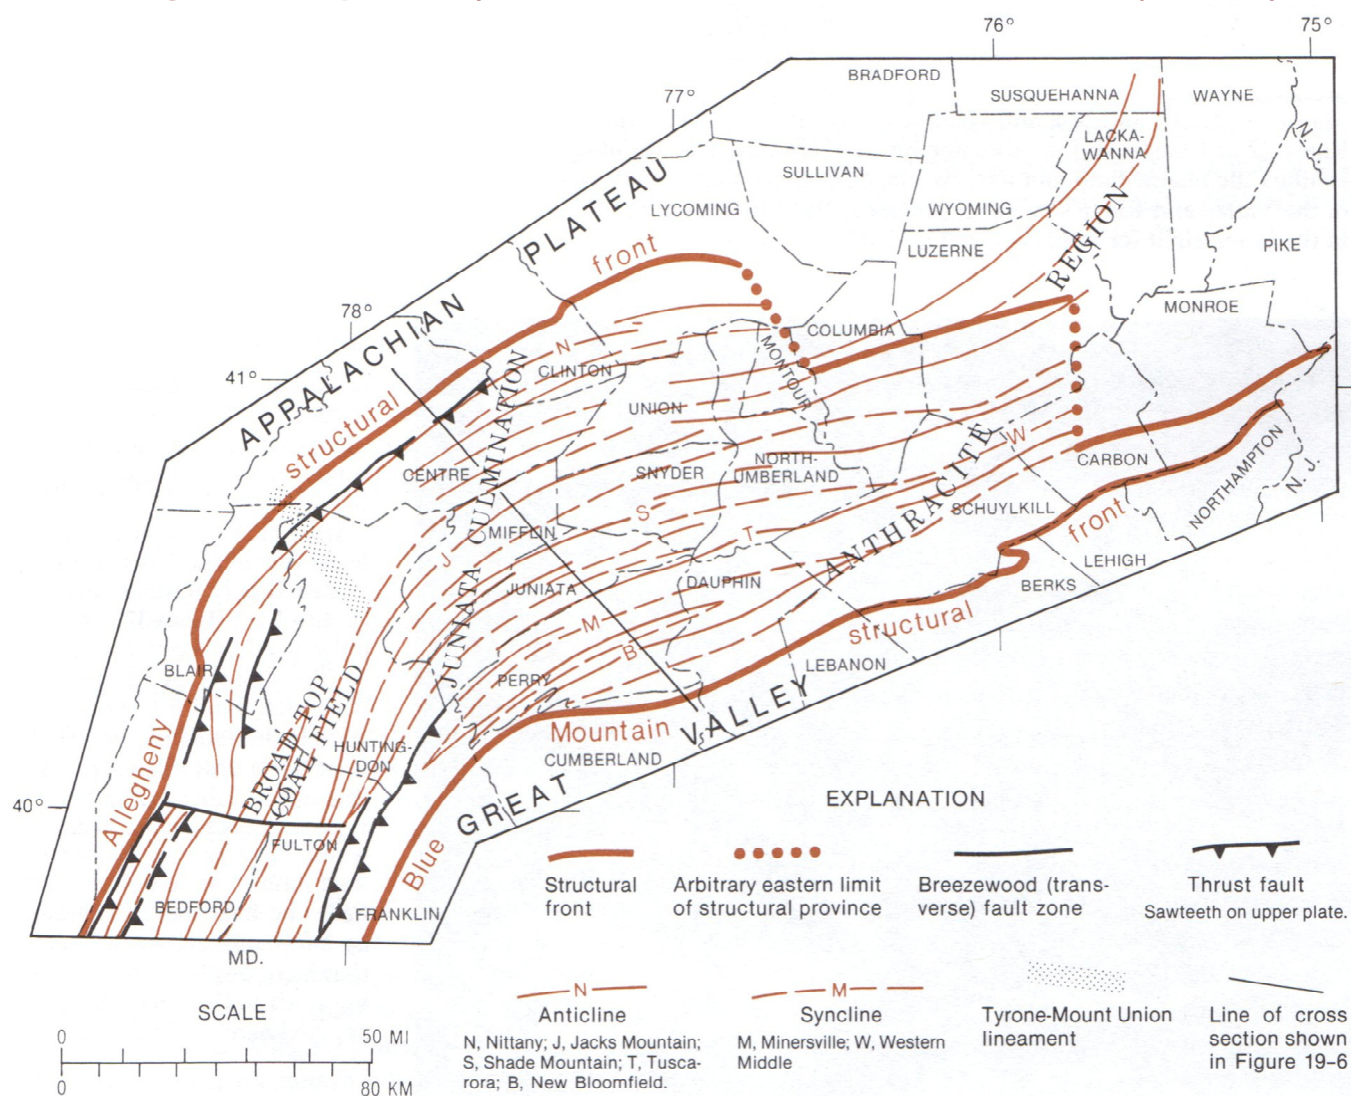 76°
75°
77°
78°
41°
40°
BRADFORD
SUSQUEHANNA
WAYNE
N. Y.
LACKA-
WANNA
SULLIVAN
WYOMING
LYCOMING
LUZERNE
PIKE
MONROE
APPALACHIAN PLATEAU
Allegheny structural front
REGION
ANTHRACITE
COLUMBIA
MONTOUR
N
CLINTON
UNION
CENTRE
SNYDER
NORTH-
UMBERLAND
W
CARBON
SCHUYLKILL
NORTHAMPTON
N. J.
S
T
J
MIFFLIN
JUNIATA CULMINATION
JUNIATA
DAUPHIN
LEHIGH
BERKS
M
B
PERRY
LEBANON
BLAIR
BROAD TOP
COAL FIELD
HUNTING-
DON
Blue Mountain structural front
CUMBERLAND
GREAT VALLEY
FULTON
BEDFORD
FRANKLIN
MD.
EXPLANATION
Structural
front
Arbitrary eastern limit
of structural province
Breezewood (trans-
verse) fault zone
Thrust fault
Sawteeth on upper plate.
N
Anticline
N, Nittany; J, Jacks Mountain;
S, Shade Mountain; T, Tusca-
rora; B, New Bloomfield.
M
Syncline
M, Minersville; W, Western
Middle
Tyrone-Mount Union
lineament
Line of cross
section shown
in Figure 19-6
SCALE
0 50 MI
0 80 KM